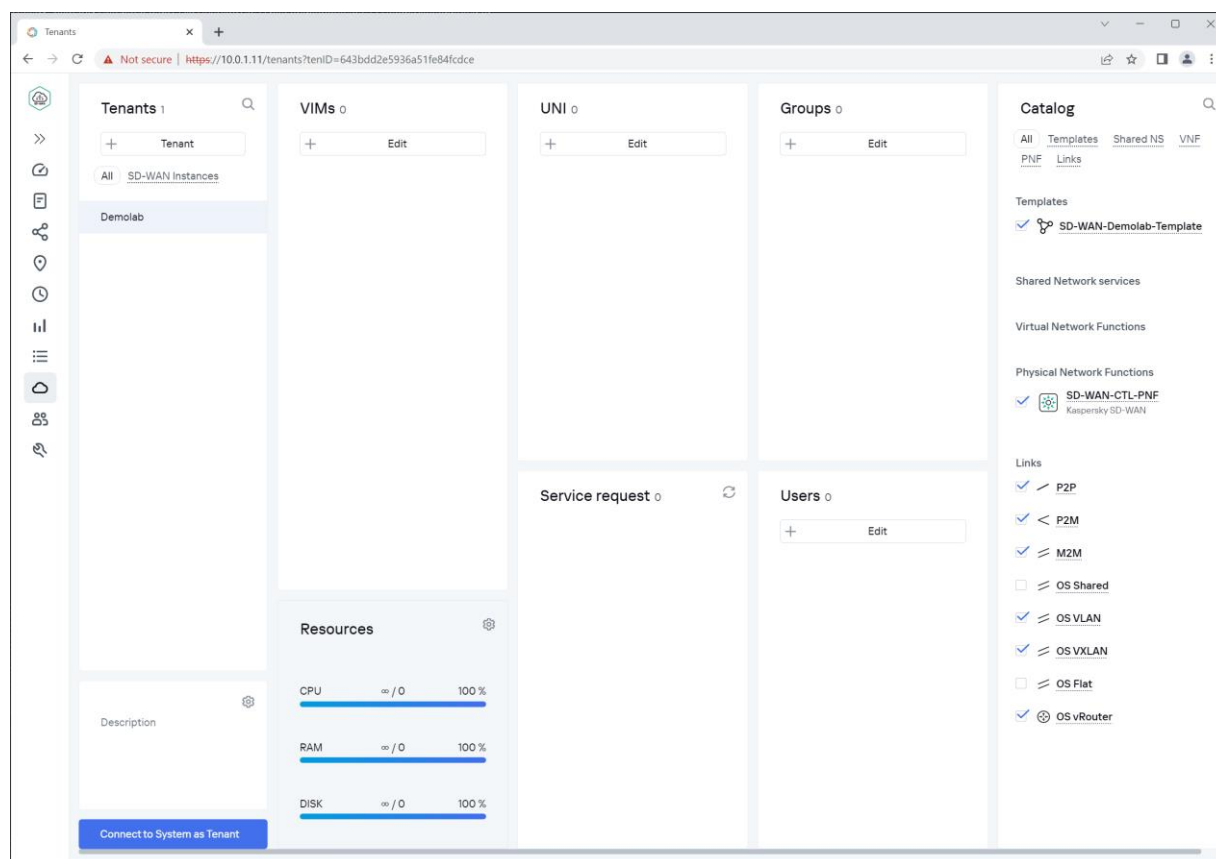 Tenants
Not secure | https://10.0.1.11/tenants?tenID=643bdd2e5936a51fe84fcdce
Tenants 1
+ Tenant
All SD-WAN Instances
Demolab
Description
Connect to System as Tenant
VIMs 0
+ Edit
Resources
CPU ∞ / 0 100 %
RAM ∞ / 0 100 %
DISK ∞ / 0 100 %
UNI 0
+ Edit
Service request 0
Groups 0
+ Edit
Users 0
+ Edit
Catalog
All Templates Shared NS VNF
PNF Links
Templates
SD-WAN-Demolab-Template
Shared Network services
Virtual Network Functions
Physical Network Functions
SD-WAN-CTL-PNF
Kaspersky SD-WAN
Links
P2P
P2M
M2M
OS Shared
OS VLAN
OS VXLAN
OS Flat
OS vRouter